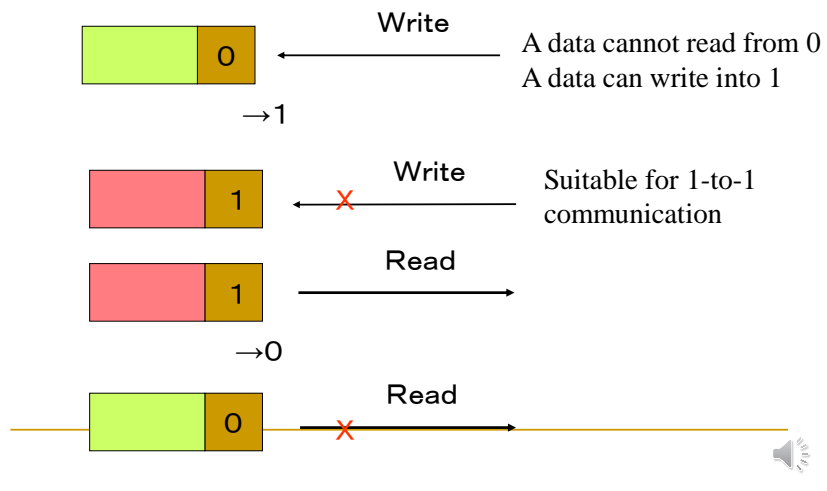 Write
0
A data cannot read from 0
A data can write into 1
→1
Write
1
X
Suitable for 1-to-1
communication
Read
1
→0
Read
0
X